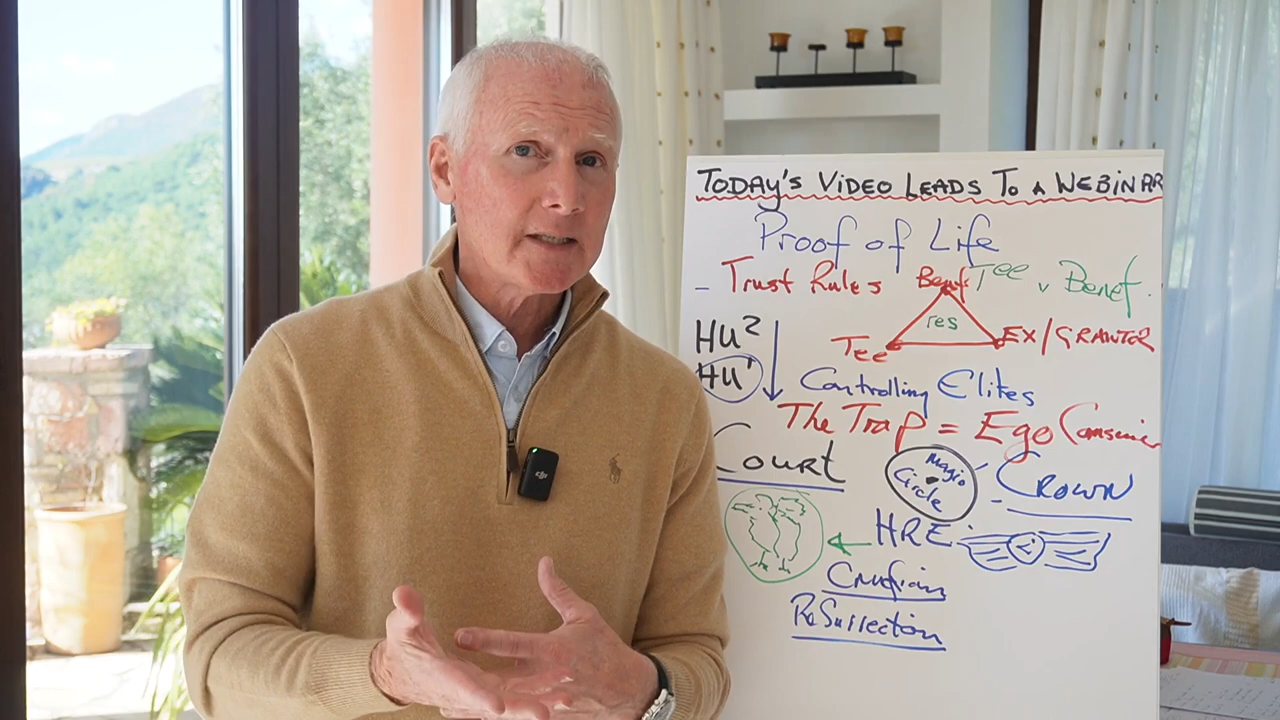 TODAY'S VIDEO LEADS TO A WEBINAR
Proof of Life
- Trust Rules Benef Tee v Benef.
res
Tee EX/GRANTOR
Hu²
Hu¹
Controlling Elites
The Trap = Ego
COURT
Magic Circle
CROWN
HRE
ReSurrection
dji